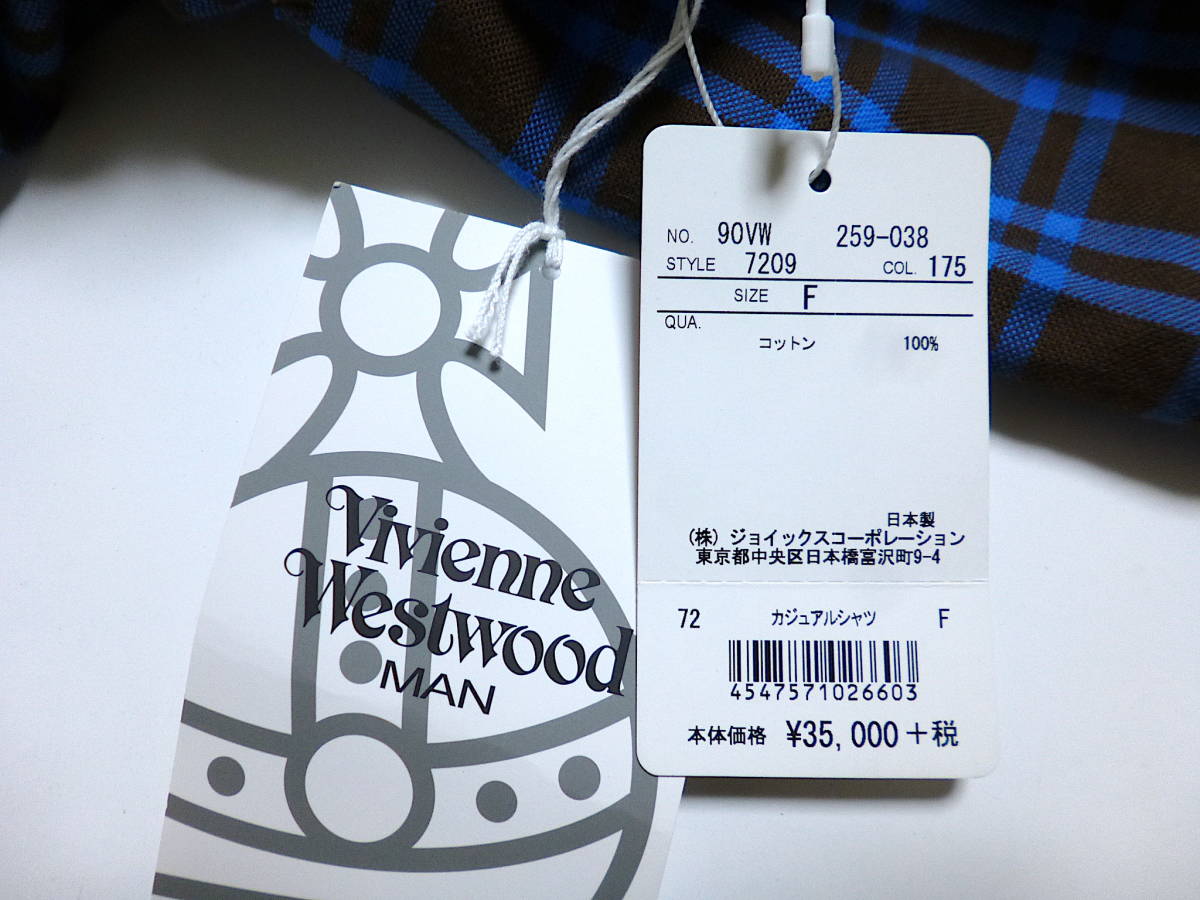 Vivienne
Westwood
MAN
NO. 90VW 259-038
STYLE 7209 COL. 175
SIZE F
QUA.
コットン 100%
日本製
(株) ジョイックスコーポレーション
東京都中央区日本橋富沢町9-4
72 カジュアルシャツ F
4547571026603
本体価格 ¥35,000+税